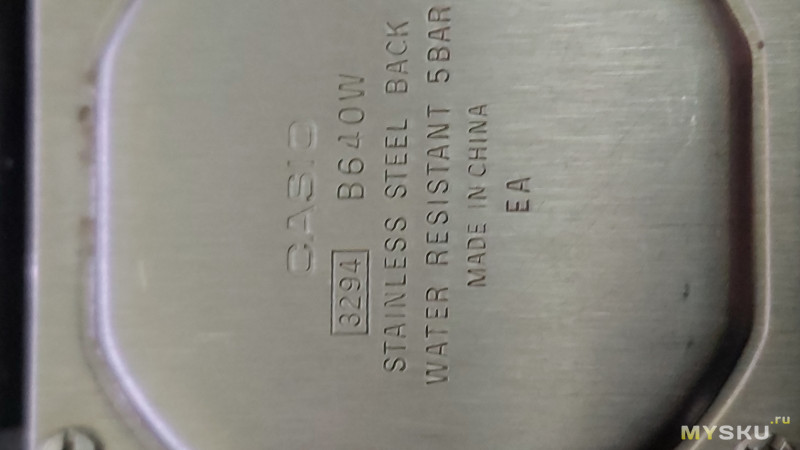 CASIO
3294 B640W
STAINLESS STEEL BACK
WATER RESISTANT 5BAR
MADE IN CHINA
EA
MYSKU.ru